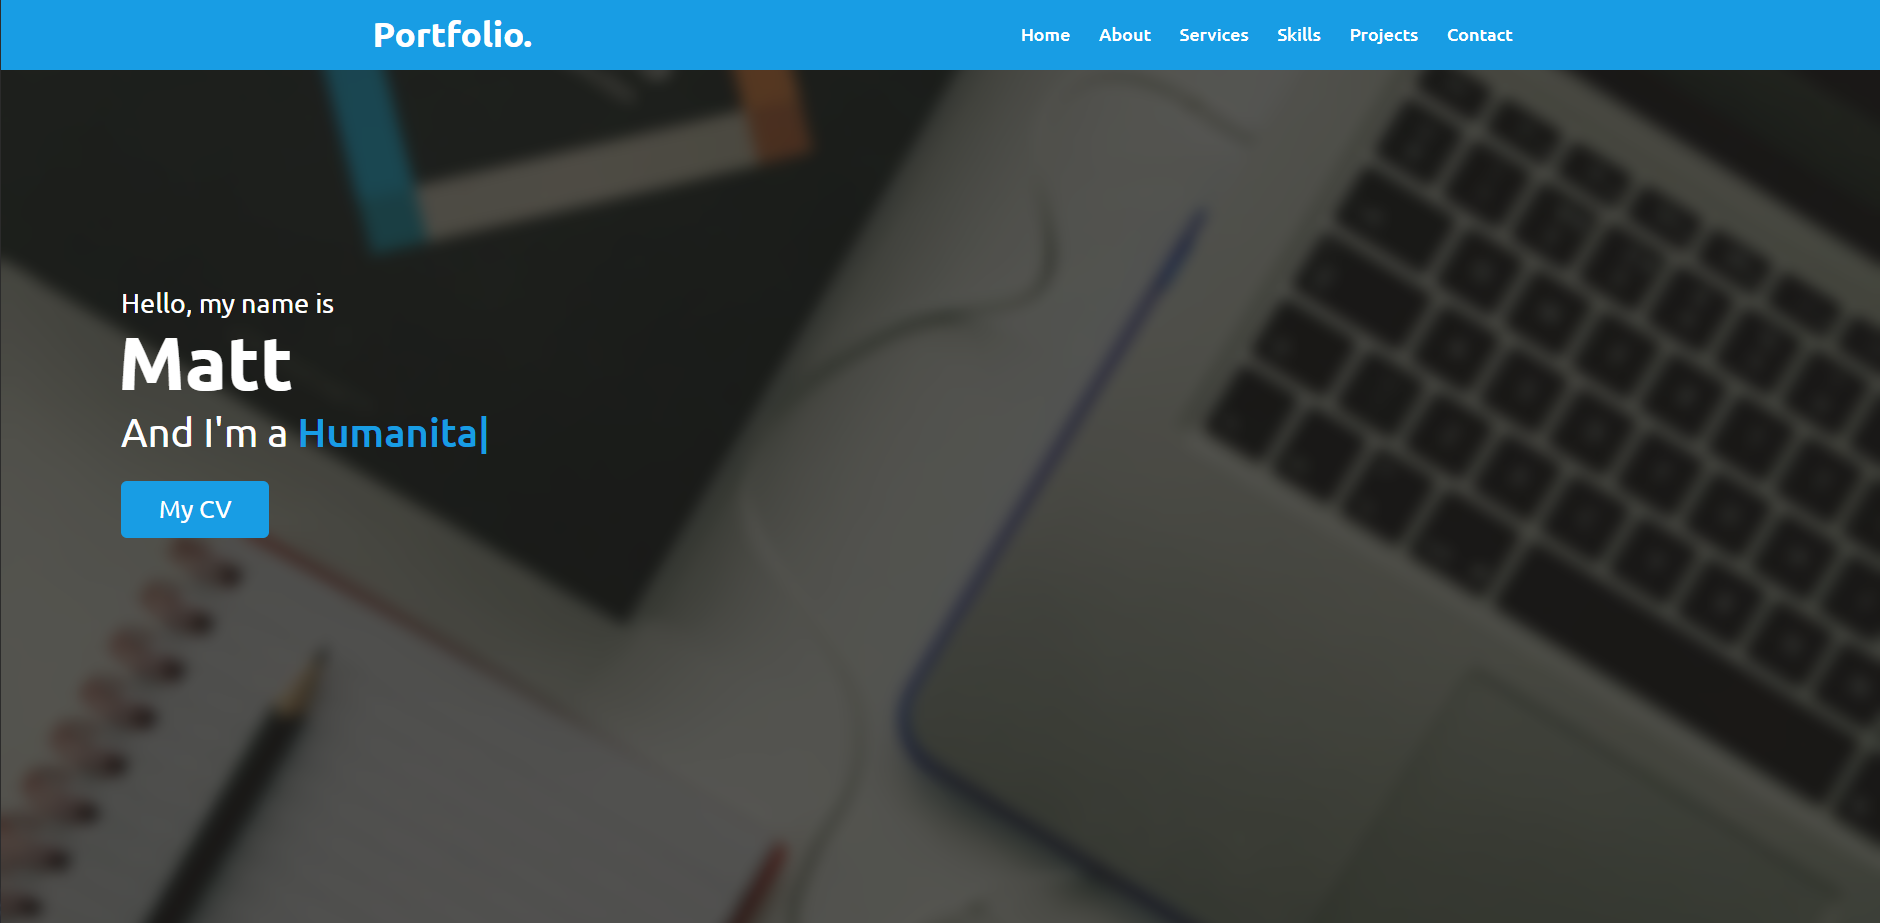 Portfolio.
Home About Services Skills Projects Contact
Hello, my name is
Matt
And I'm a Humanita|
My CV